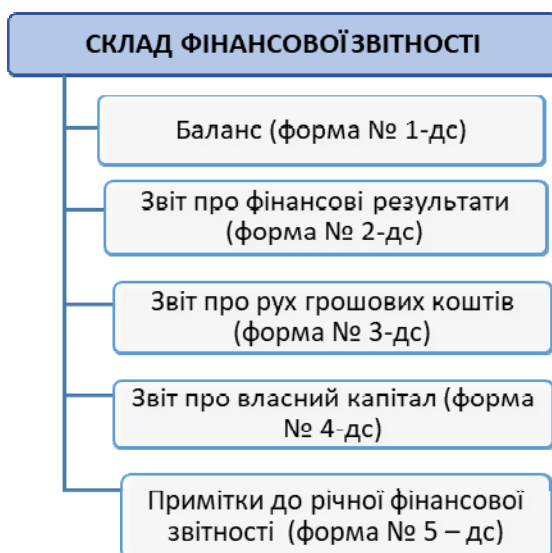 СКЛАД ФІНАНСОВОЇ ЗВІТНОСТІ
Баланс (форма № 1-дс)
Звіт про фінансові результати
(форма № 2-дс)
Звіт про рух грошових коштів
(форма № 3-дс)
Звіт про власний капітал (форма
№ 4-дс)
Примітки до річної фінансової
звітності (форма № 5 – дс)